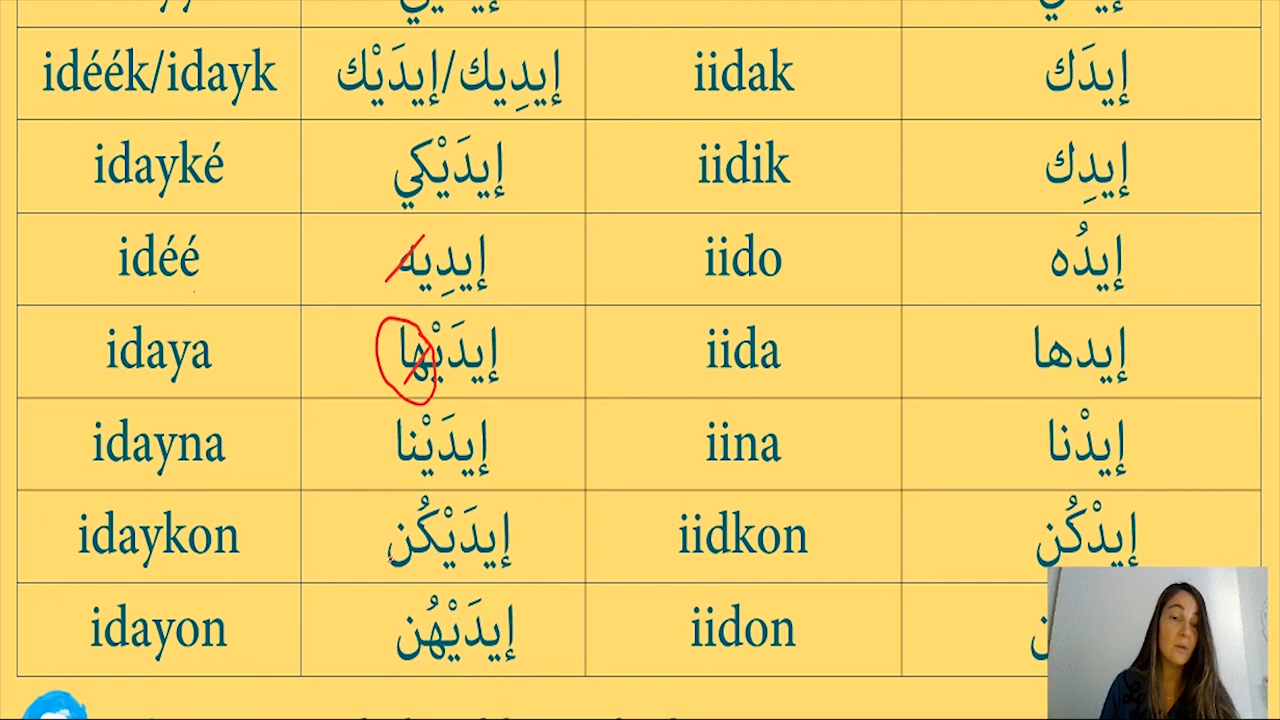 idéék/idayk إيدِيك/إيدَيْك iidak إيدَك
idayké إيدَيْكي iidik إيدِك
idéé إيدِيه iido إيدُه
idaya إيدَيْها iida إيدها
idayna إيدَيْنا iina إيدْنا
idaykon إيدَيْكُن iidkon إيدْكُن
idayon إيدَيْهُن iidon